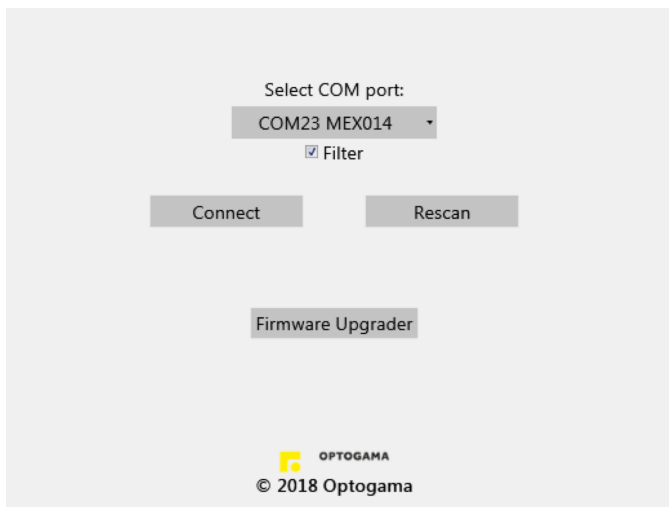 Select COM port:
COM23 MEX014
Filter
Connect
Rescan
Firmware Upgrader
OPTOGAMA
© 2018 Optogama